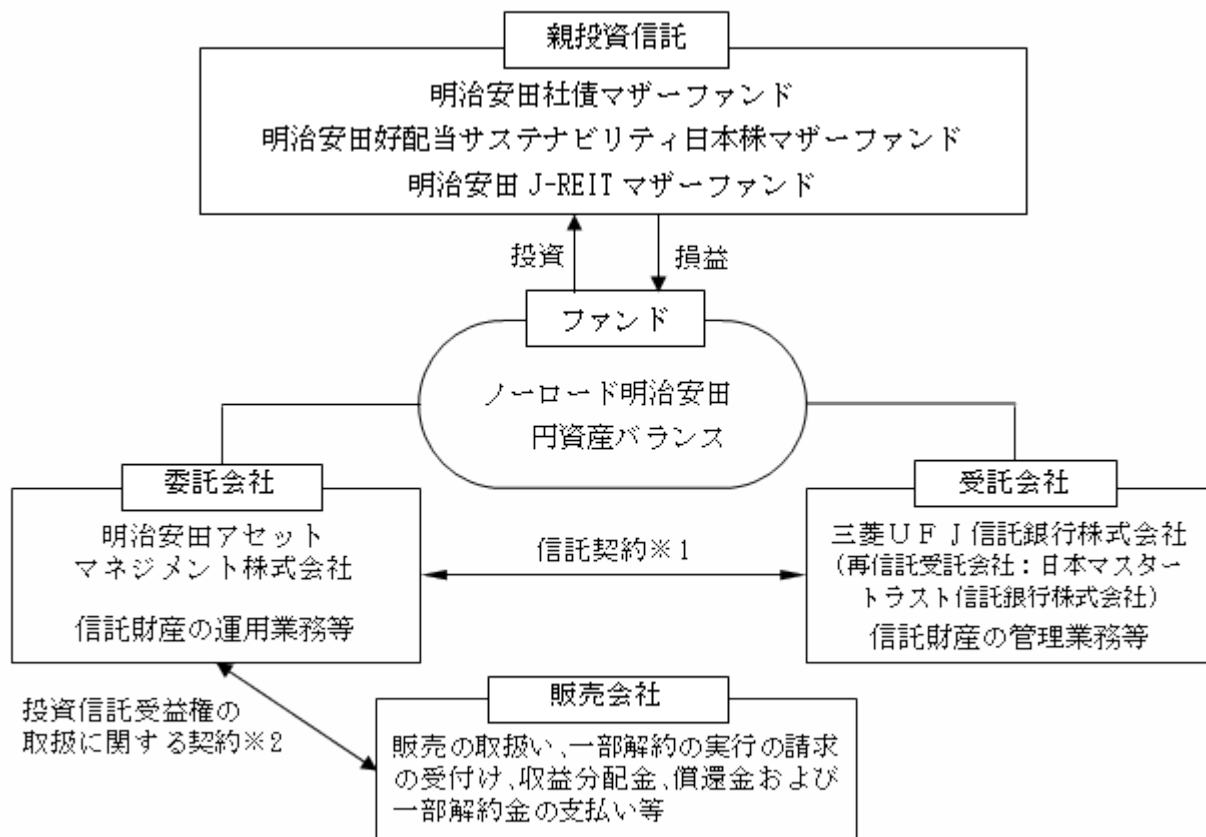 親投資信託
明治安田社債マザーファンド
明治安田好配当サステナビリティ日本株マザーファンド
明治安田 J-REIT マザーファンド
投資
損益
ファンド
ノーロード明治安田
円資産バランス
委託会社
明治安田アセット
マネジメント株式会社
信託財産の運用業務等
信託契約※1
受託会社
三菱ＵＦＪ信託銀行株式会社
(再信託受託会社：日本マスター
トラスト信託銀行株式会社)
信託財産の管理業務等
投資信託受益権の
取扱に関する契約※2
販売会社
販売の取扱い、一部解約の実行の請求
の受付け、収益分配金、償還金および
一部解約金の支払い等